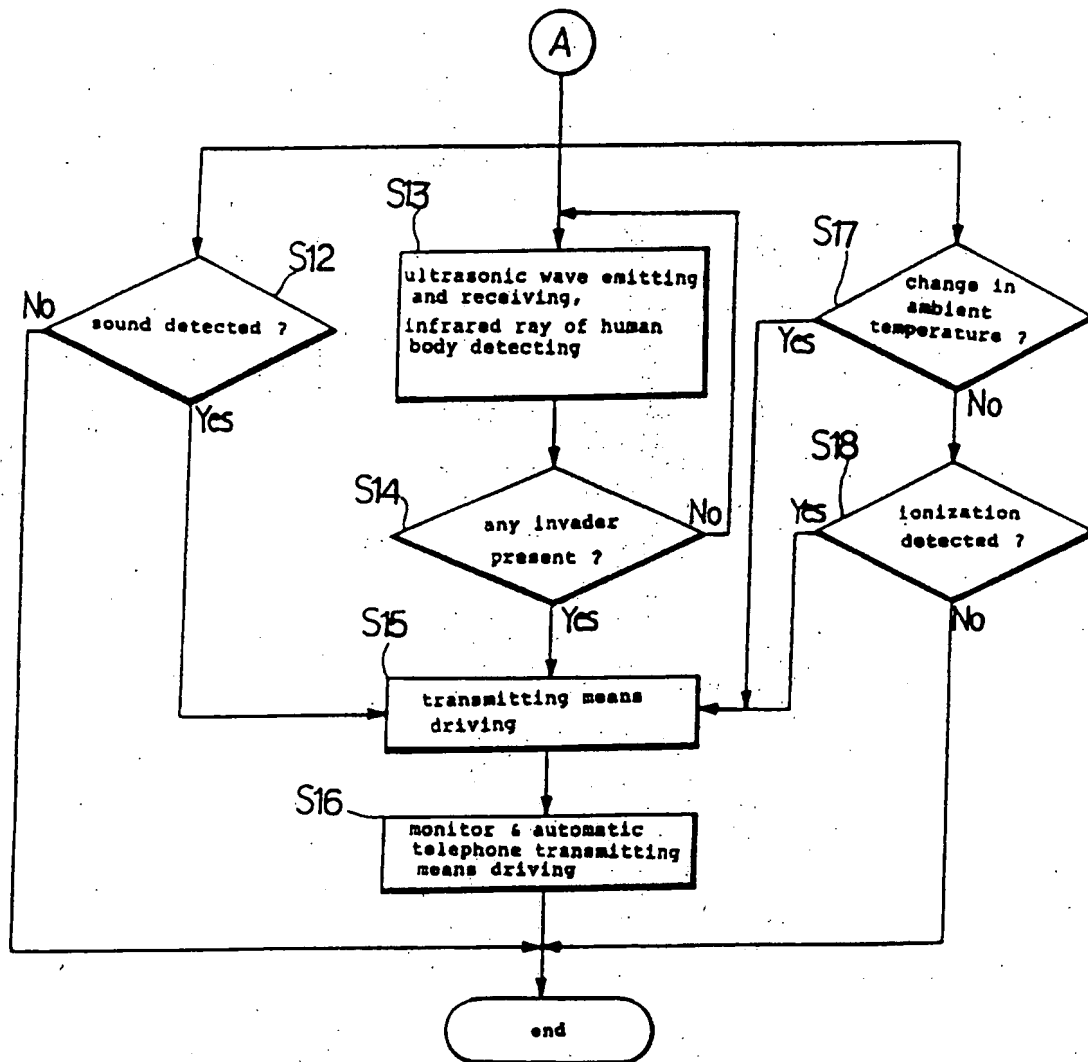 A
S12
No
sound detected ?
Yes
S13
ultrasonic wave emitting
and receiving,
infrared ray of human
body detecting
S14
any invader
present ?
No
Yes
S17
change in
ambient
temperature ?
Yes
No
S18
ionization
detected ?
Yes
No
S15
transmitting means
driving
S16
monitor & automatic
telephone transmitting
means driving
end